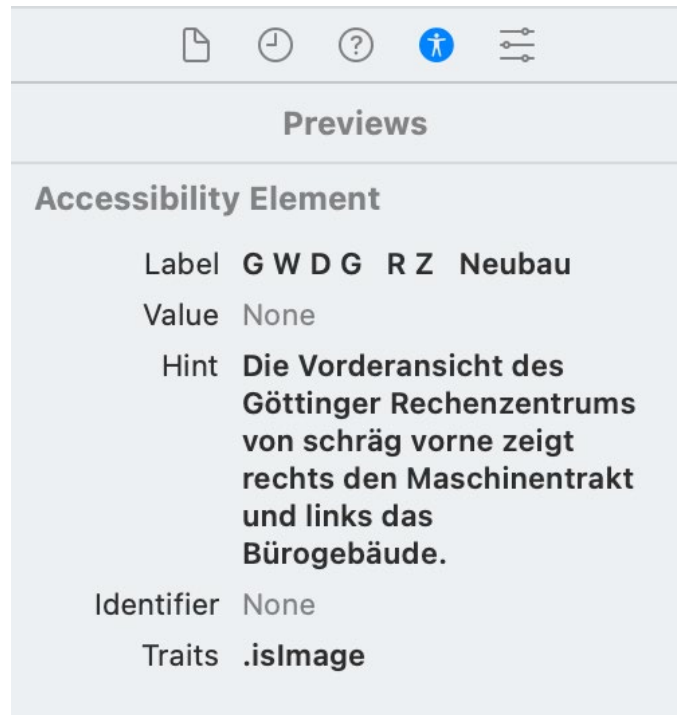 Previews
Accessibility Element
Label G W D G R Z Neubau
Value None
Hint Die Vorderansicht des
Göttinger Rechenzentrums
von schräg vorne zeigt
rechts den Maschinentrakt
und links das
Bürogebäude.
Identifier None
Traits .isImage